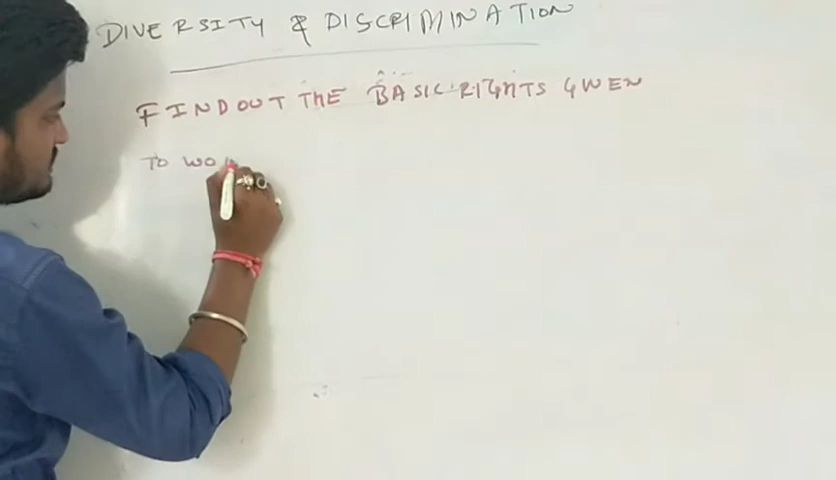 DIVERSITY & DISCRIMINATION
FIND OUT THE BASIC RIGHTS GIVEN
TO WO